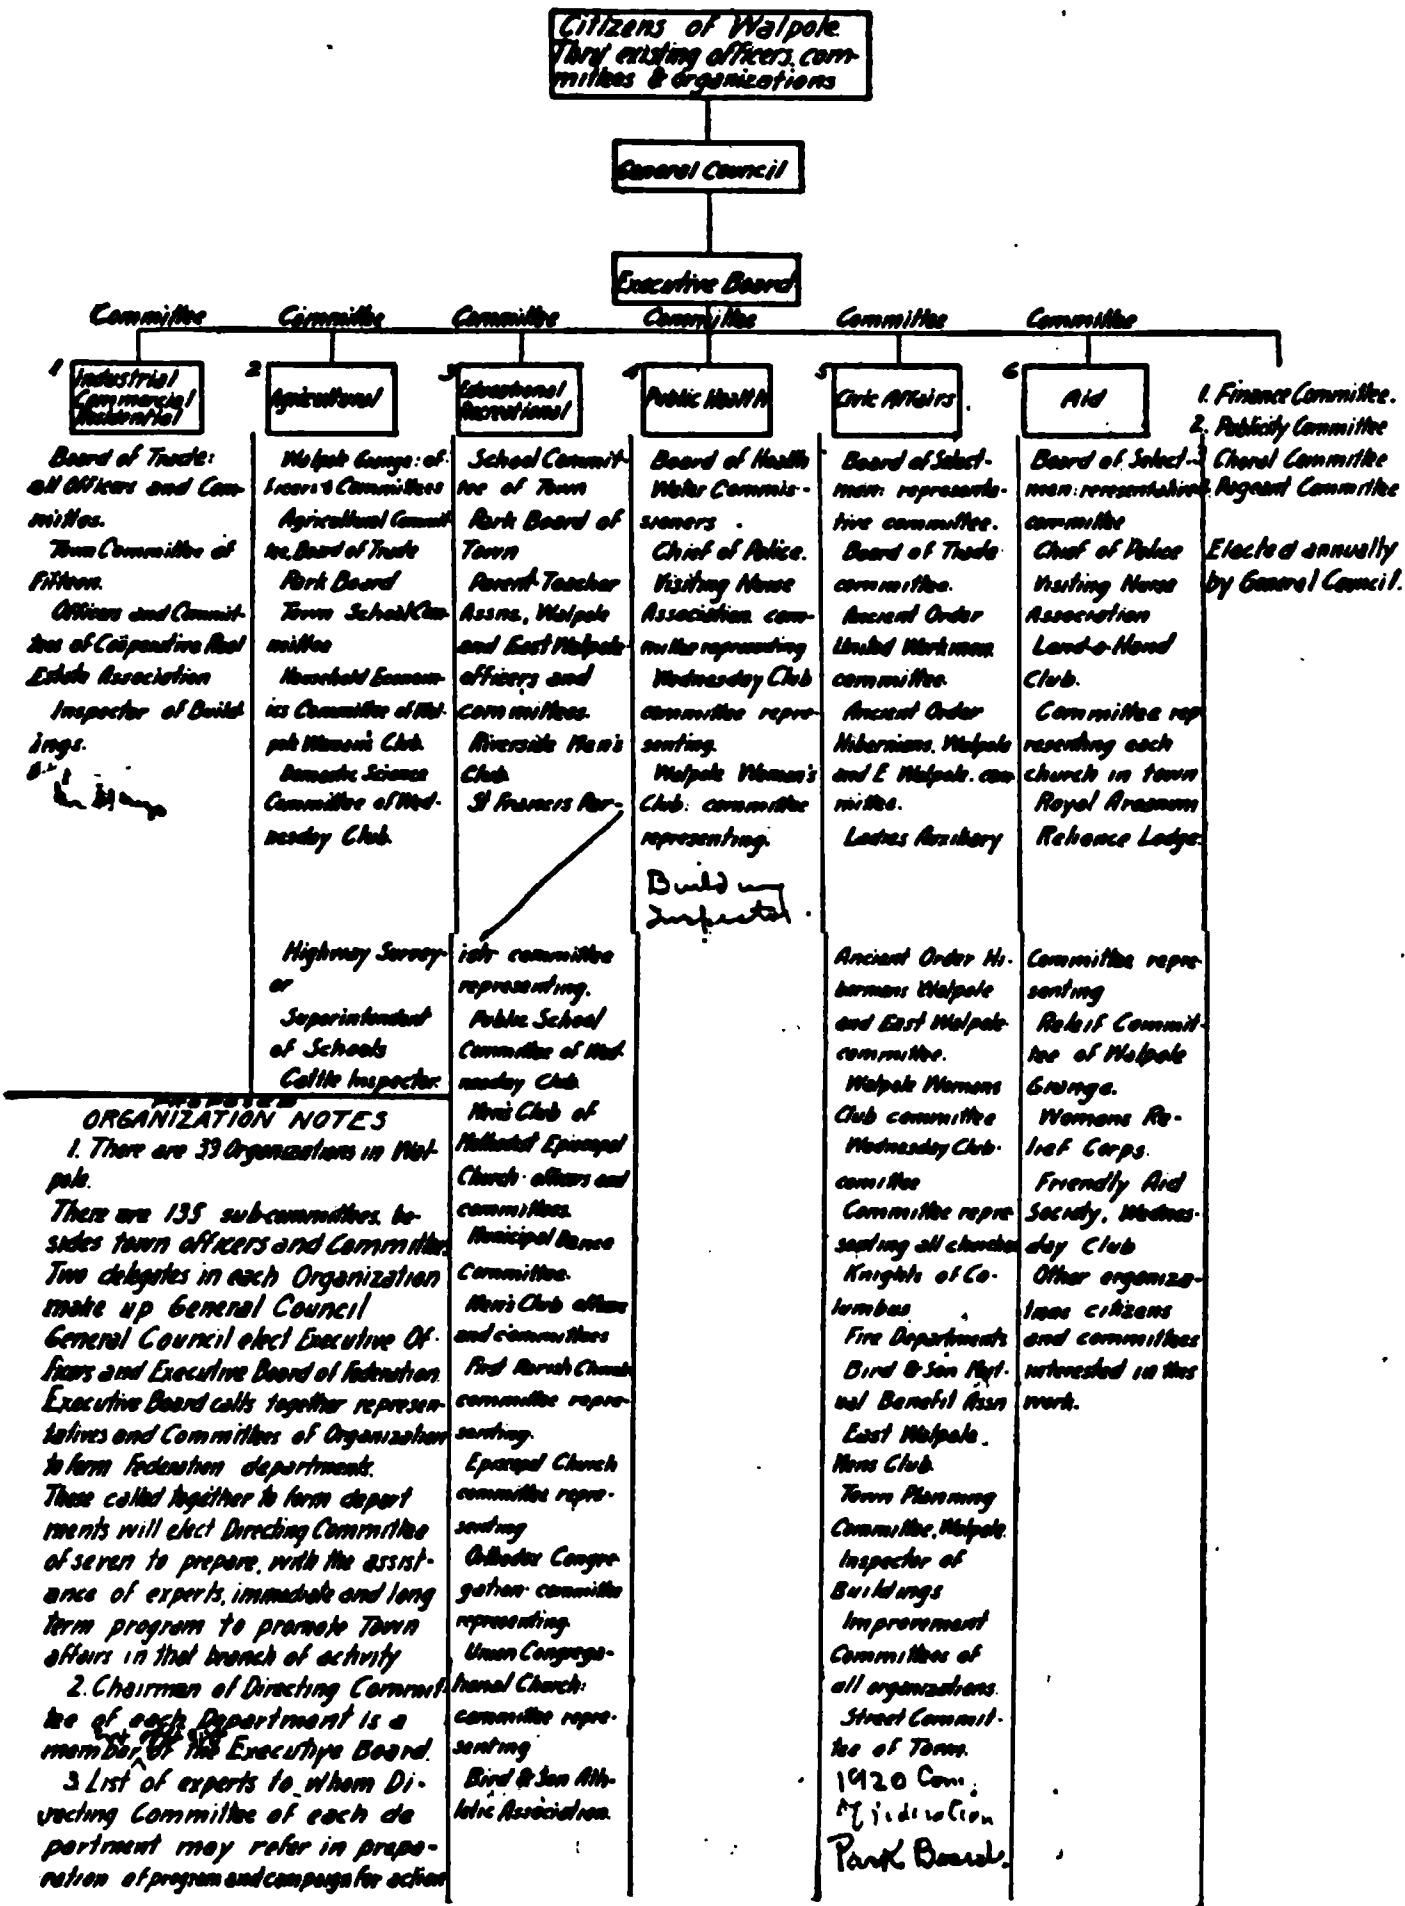 Citizens of Walpole
Thru' existing officers, com-
mittees & organizations
General Council
Executive Board
Committee
Committee
Committee
Committee
Committee
Committee
1
Industrial
Commercial
Residential
2
Agricultural
3
Educational
Recreational
4
Public Health
5
Civic Affairs.
6
Aid
1. Finance Committee.
2. Publicity Committee
Choral Committee
Pageant Committee
Elected annually
by General Council.
Board of Trade:
all Officers and Com-
mittes.
Town Committee of
Fifteen.
Officers and Commit-
tees of Coöperative Real
Estate Association
Inspector of Build-
ings.
Walpole Grange: of-
ficers & Committees
Agricultural Commit-
tee, Board of Trade
Park Board
Town School Com-
mittee
Household Econom-
ics Committee of Wal-
pole Women's Club.
Domestic Science
Committee of Wed-
nesday Club.
Highway Survey-
or
Superintendent
of Schools
Cattle Inspector.
School Commit-
tee of Town
Park Board of
Town
Parent-Teacher
Assns., Walpole
and East Walpole
officers and
committees.
Riverside Men's
Club.
St Francis Par-
ish committee
representing.
Public School
Committee of Wed-
nesday Club.
Men's Club of
Methodist Episcopal
Church officers and
committees.
Municipal Dance
Committee.
Men's Club officers
and committees
First Parish Church
committee repre-
senting.
Episcopal Church
committee repre-
senting
Orthodox Congre-
gation committee
representing.
Union Congrega-
tional Church:
committee repre-
senting
Bird & Son Ath-
letic Association.
Board of Health
Water Commis-
sioners.
Chief of Police.
Visiting Nurse
Association com-
mittee representing
Wednesday Club
committee repre-
senting.
Walpole Women's
Club: committee
representing.
Building
Inspector.
Board of Select-
men: representa-
tive committee.
Board of Trade
committee.
Ancient Order
United Workmen
committee.
Ancient Order
Hibernians, Walpole
and E Walpole. com-
mittee.
Ladies Auxiliary
Ancient Order Hi-
bernians Walpole
and East Walpole
committee.
Walpole Womans
Club committee
Wednesday Club
comittee
Committee repre-
senting all churches
Knights of Co-
lumbus
Fire Departments
Bird & Son Mut-
ual Benefit Assn
East Walpole
Mens Club.
Town Planning
Committee, Walpole.
Inspector of
Buildings
Improvement
Committees of
all organizations.
Street Commit-
tee of Town.
1920 Com.
Park Board.
Board of Select-
men: representative
committee
Chief of Police
Visiting Nurse
Association
Lend-a-Hand
Club.
Committee rep
resenting each
church in town
Royal Arcanum
Reliance Lodge
Committee repre-
senting
Releif Commit-
tee of Walpole
Grange.
Womans Re-
lief Corps.
Friendly Aid
Society, Wednes-
day Club
Other organiza-
tions citizens
and committees
interested in this
work.
ORGANIZATION NOTES
1. There are 39 Organizations in Wal-
pole.
There are 135 sub-committees, be-
sides town officers and Committees
Two delegates in each Organization
make up General Council
General Council elect Executive Of-
ficers and Executive Board of Federation.
Executive Board calls together represen-
tatives and Committees of Organization
to form Federation departments.
These called together to form depart
ments will elect Directing Committee
of seven to prepare, with the assist-
ance of experts, immediate and long
term program to promote Town
affairs in that branch of activity
2. Chairman of Directing Commit-
tee of each Department is a
member of the Executive Board.
3. List of experts to whom Di-
recting Committee of each de
partment may refer in prepa-
ration of program and campaign for action